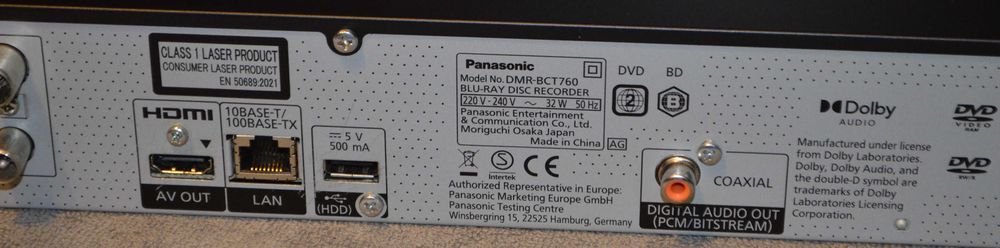 CLASS 1 LASER PRODUCT
CONSUMER LASER PRODUCT
EN 50689:2021
HDMI
AV OUT
10BASE-T/
100BASE-TX
LAN
5 V
500 mA
(HDD)
Panasonic
Model No. DMR-BCT760
BLU-RAY DISC RECORDER
220 V - 240 V ~ 32 W 50 Hz
Panasonic Entertainment
& Communication Co., Ltd.
Moriguchi Osaka Japan
Made in China
AG
DVD
2
BD
B
CE
S
Intertek
Authorized Representative in Europe:
Panasonic Marketing Europe GmbH
Panasonic Testing Centre
Winsbergring 15, 22525 Hamburg, Germany
COAXIAL
DIGITAL AUDIO OUT
(PCM/BITSTREAM)
Dolby
AUDIO
Manufactured under license
from Dolby Laboratories.
Dolby, Dolby Audio, and
the double-D symbol are
trademarks of Dolby
Laboratories Licensing
Corporation.
DVD
VIDEO
RAM
DVD